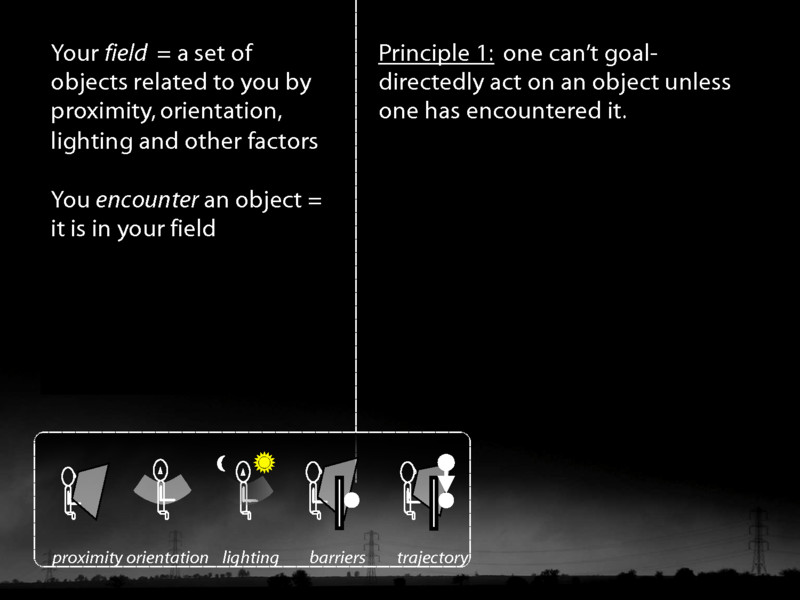 Your field = a set of
objects related to you by
proximity, orientation,
lighting and other factors
You encounter an object =
it is in your field
Principle 1: one can't goal-
directedly act on an object unless
one has encountered it.
proximity orientation lighting barriers trajectory